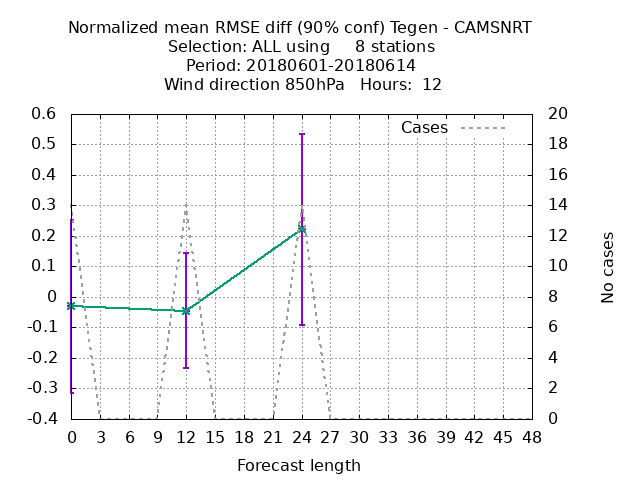 Normalized mean RMSE diff (90% conf) Tegen - CAMSNRT
Selection: ALL using     8 stations
Period: 20180601-20180614
Wind direction 850hPa   Hours:  12
Cases
0.6
0.5
0.4
0.3
0.2
0.1
0
-0.1
-0.2
-0.3
-0.4
20
18
16
14
12
10
8
6
4
2
0
No cases
0 3 6 9 12 15 18 21 24 27 30 33 36 39 42 45 48
Forecast length